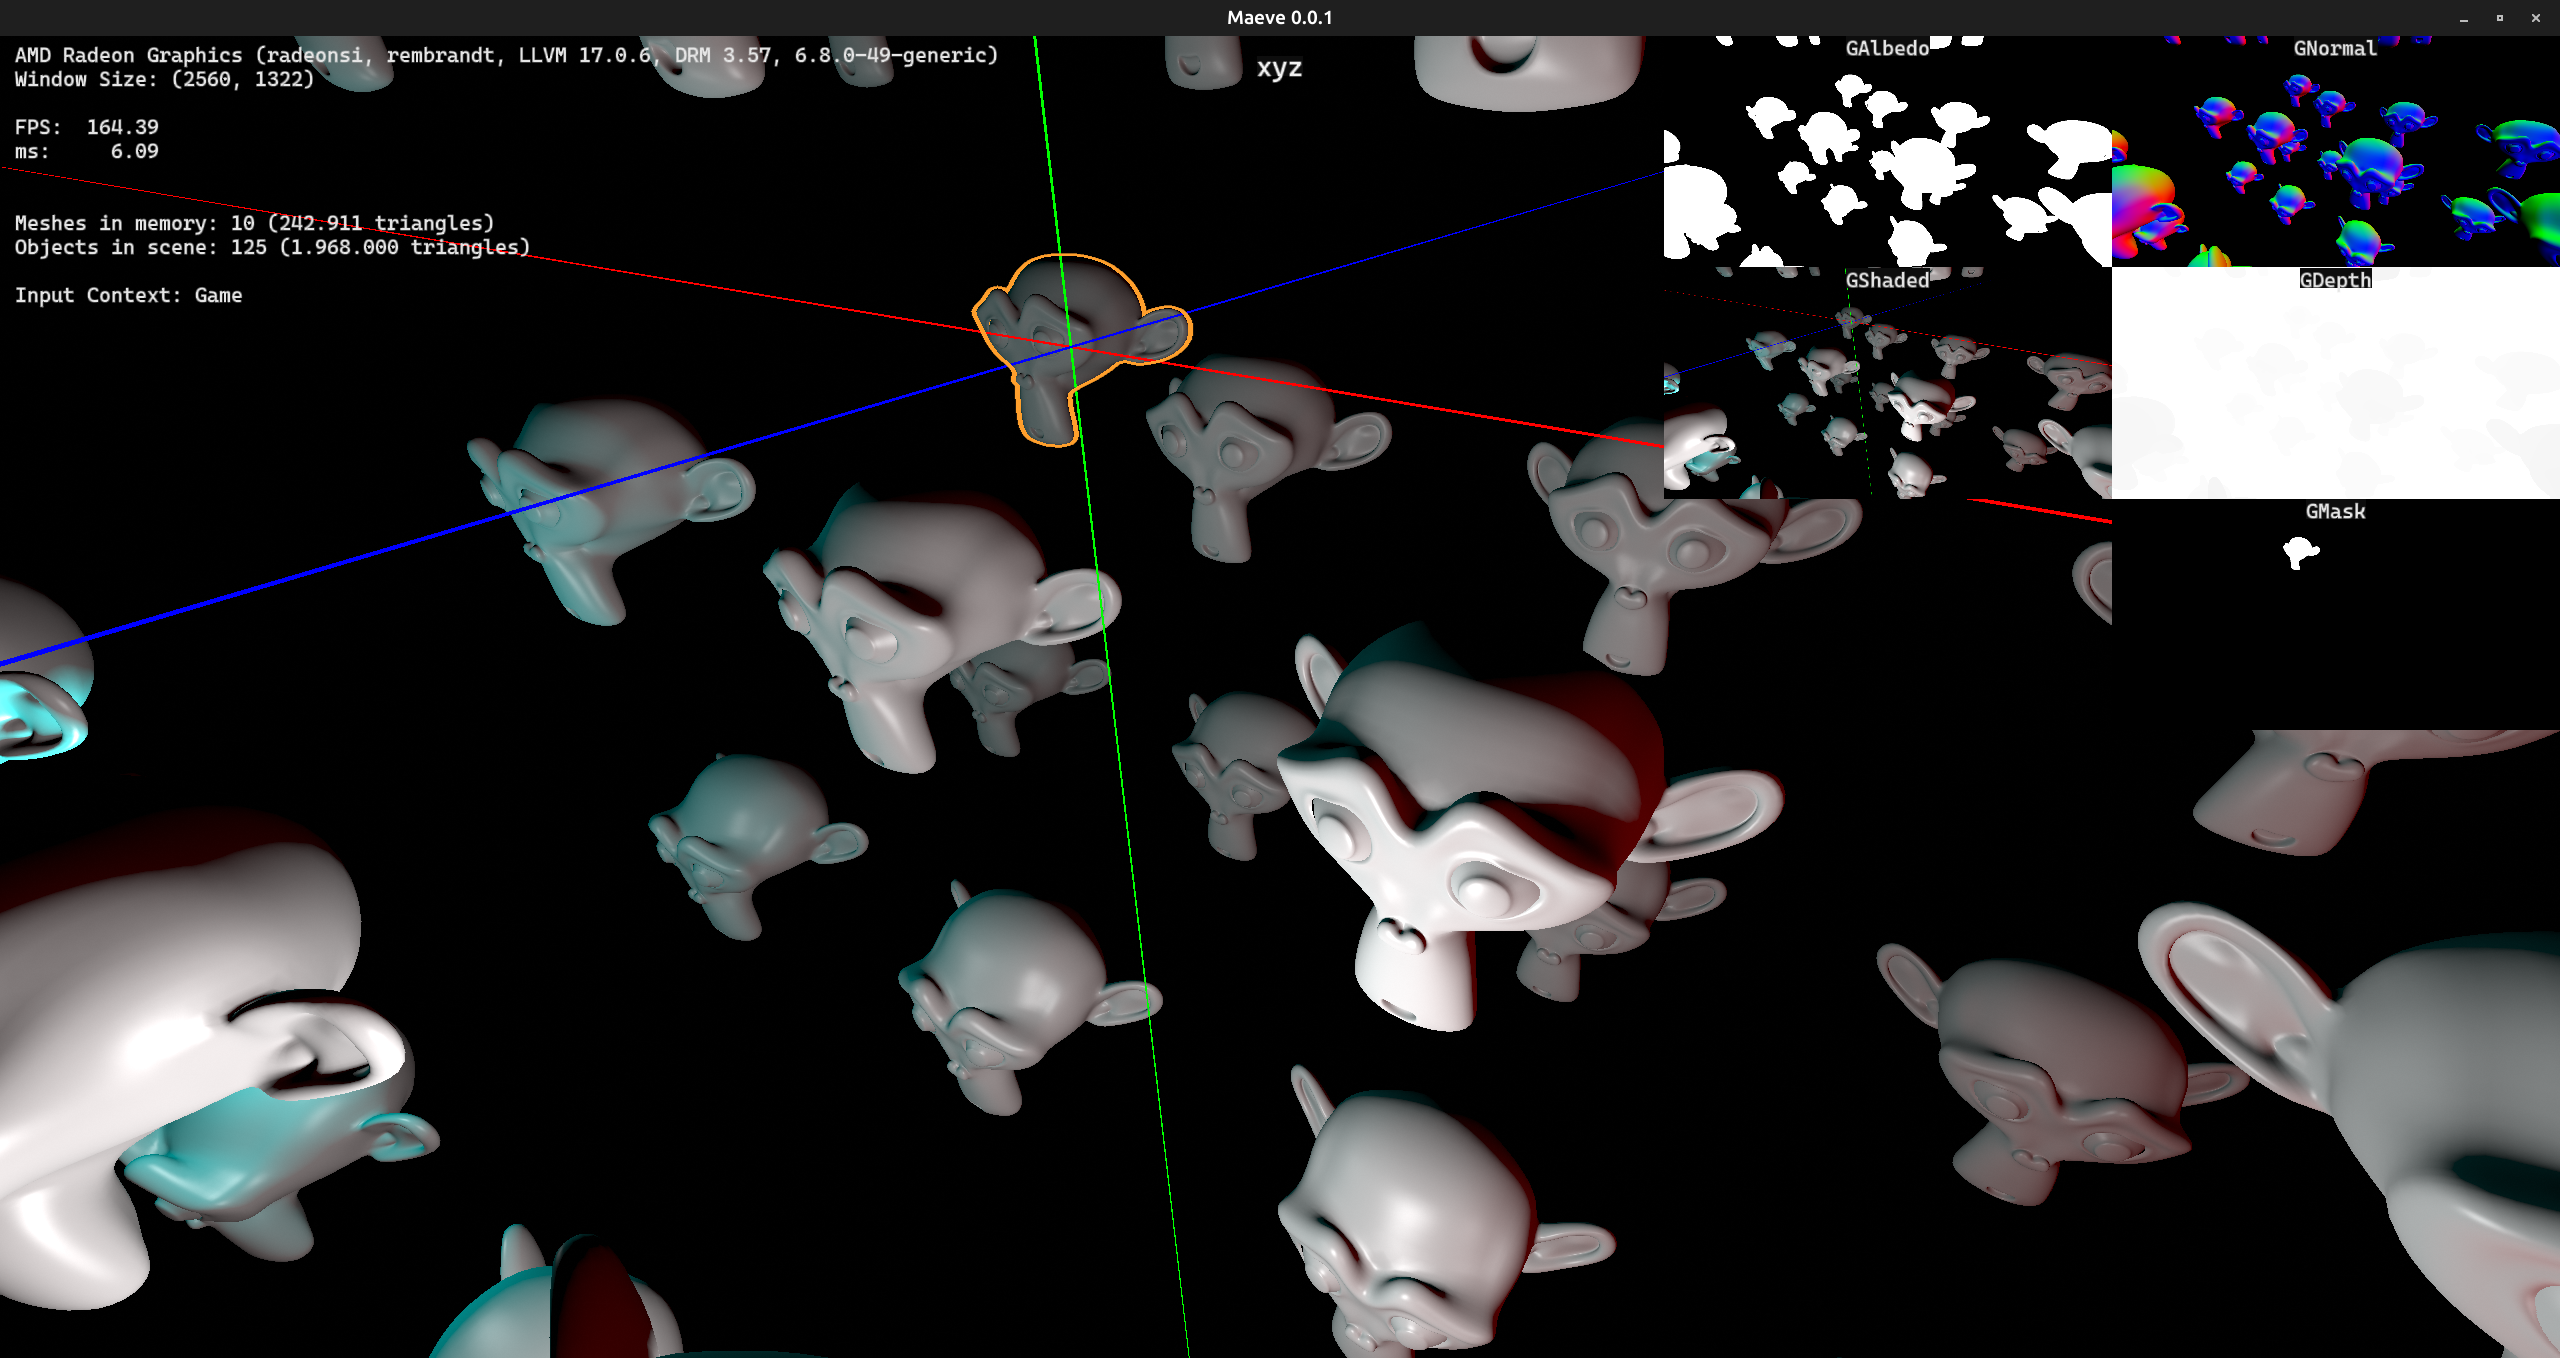 Maeve 0.0.1
AMD Radeon Graphics (radeonsi, rembrandt, LLVM 17.0.6, DRM 3.57, 6.8.0-49-generic)
Window Size: (2560, 1322)
xyz
FPS: 164.39
ms: 6.09
Meshes in memory: 10 (242.911 triangles)
Objects in scene: 125 (1.968.000 triangles)
Input Context: Game
GAlbedo
GNormal
GShaded
GDepth
GMask